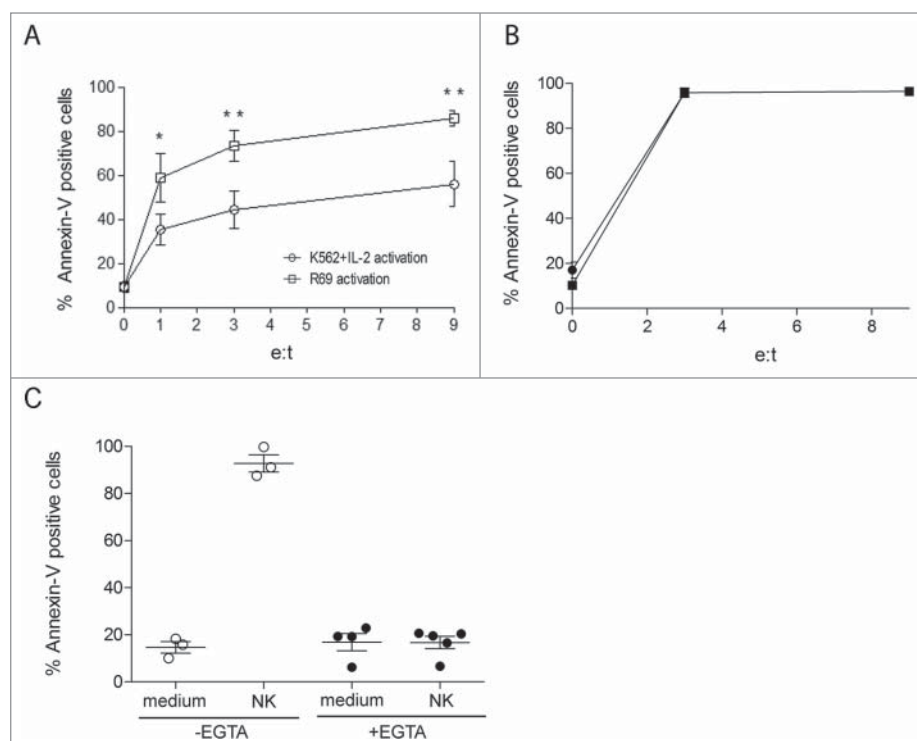 A
% Annexin-V positive cells
100
80
60
40
20
0
*
* *
* *
K562+IL-2 activation
R69 activation
0 1 3 2 3 4 5 6 7 8 9
e:t
B
% Annexin-V positive cells
100
80
60
40
20
0
0 2 4 6 8
e:t
C
% Annexin-V positive cells
100
80
60
40
20
0
medium NK medium NK
-EGTA +EGTA